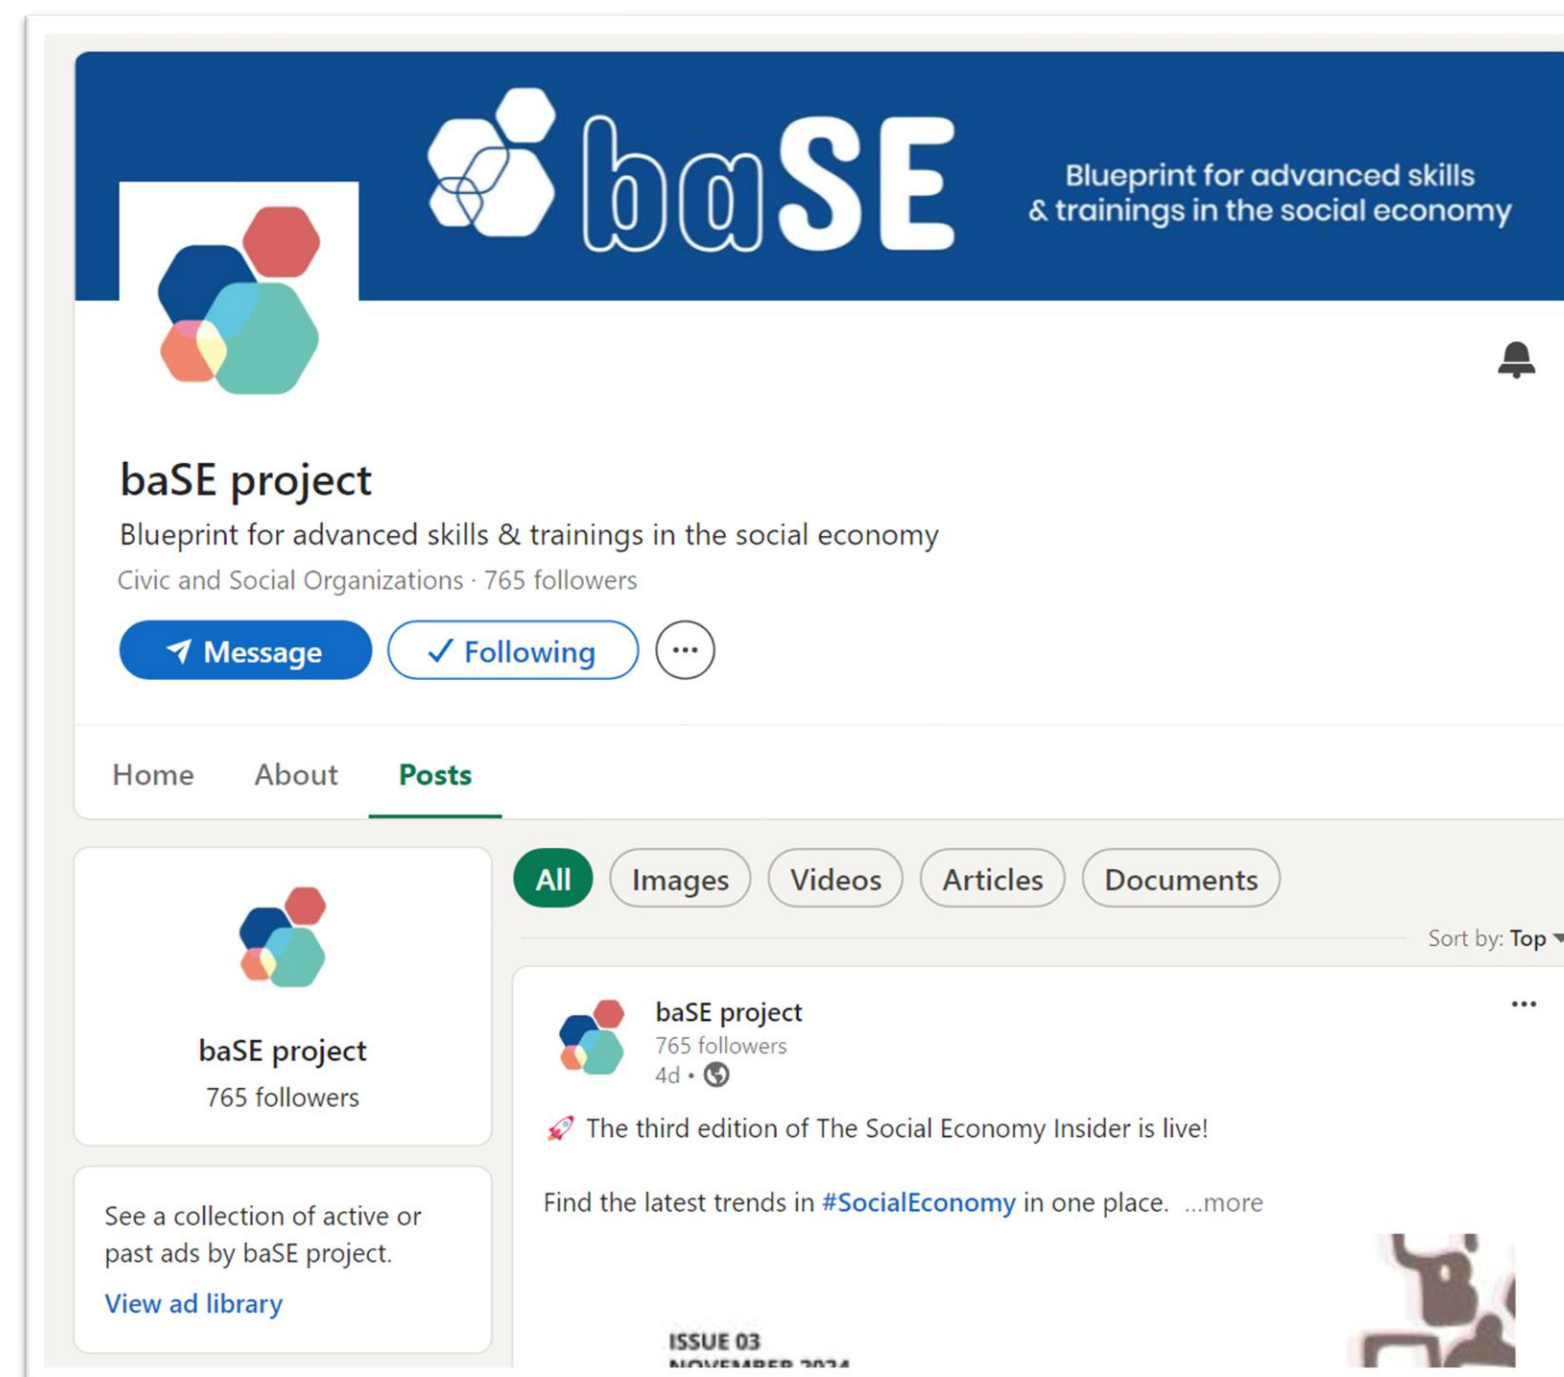 baSE
Blueprint for advanced skills
& trainings in the social economy
baSE project
Blueprint for advanced skills & trainings in the social economy
Civic and Social Organizations · 765 followers
Message
✓ Following
···
Home About Posts
baSE project
765 followers
See a collection of active or
past ads by baSE project.
View ad library
All Images Videos Articles Documents
Sort by: Top
baSE project
765 followers
4d •
🚀 The third edition of The Social Economy Insider is live!
Find the latest trends in #SocialEconomy in one place. ...more
ISSUE 03
NOVEMBER 2024